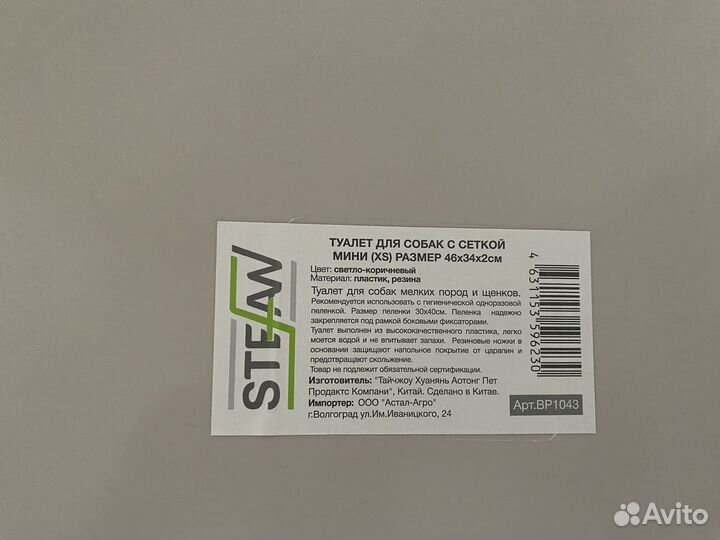 STEFAN
ТУАЛЕТ ДЛЯ СОБАК С СЕТКОЙ
МИНИ (XS) РАЗМЕР 46х34х2см
Цвет: светло-коричневый
Материал: пластик, резина
Туалет для собак мелких пород и щенков.
Рекомендуется использовать с гигиенической одноразовой
пеленкой. Размер пеленки 30х40см. Пеленка надежно
закрепляется под рамкой боковыми фиксаторами.
Туалет выполнен из высококачественного пластика, легко
моется водой и не впитывает запахи. Резиновые ножки в
основании защищают напольное покрытие от царапин и
предотвращают скольжение.
Товар не подлежит обязательной сертификации.
Изготовитель: "Тайчжоу Хуанянь Аотонг Пет
Продактс Компани", Китай. Сделано в Китае.
Импортер: ООО "Астал-Агро"
г.Волгоград ул.Им.Иваницкого, 24
4 631153 596230
Арт.BP1043
Avito